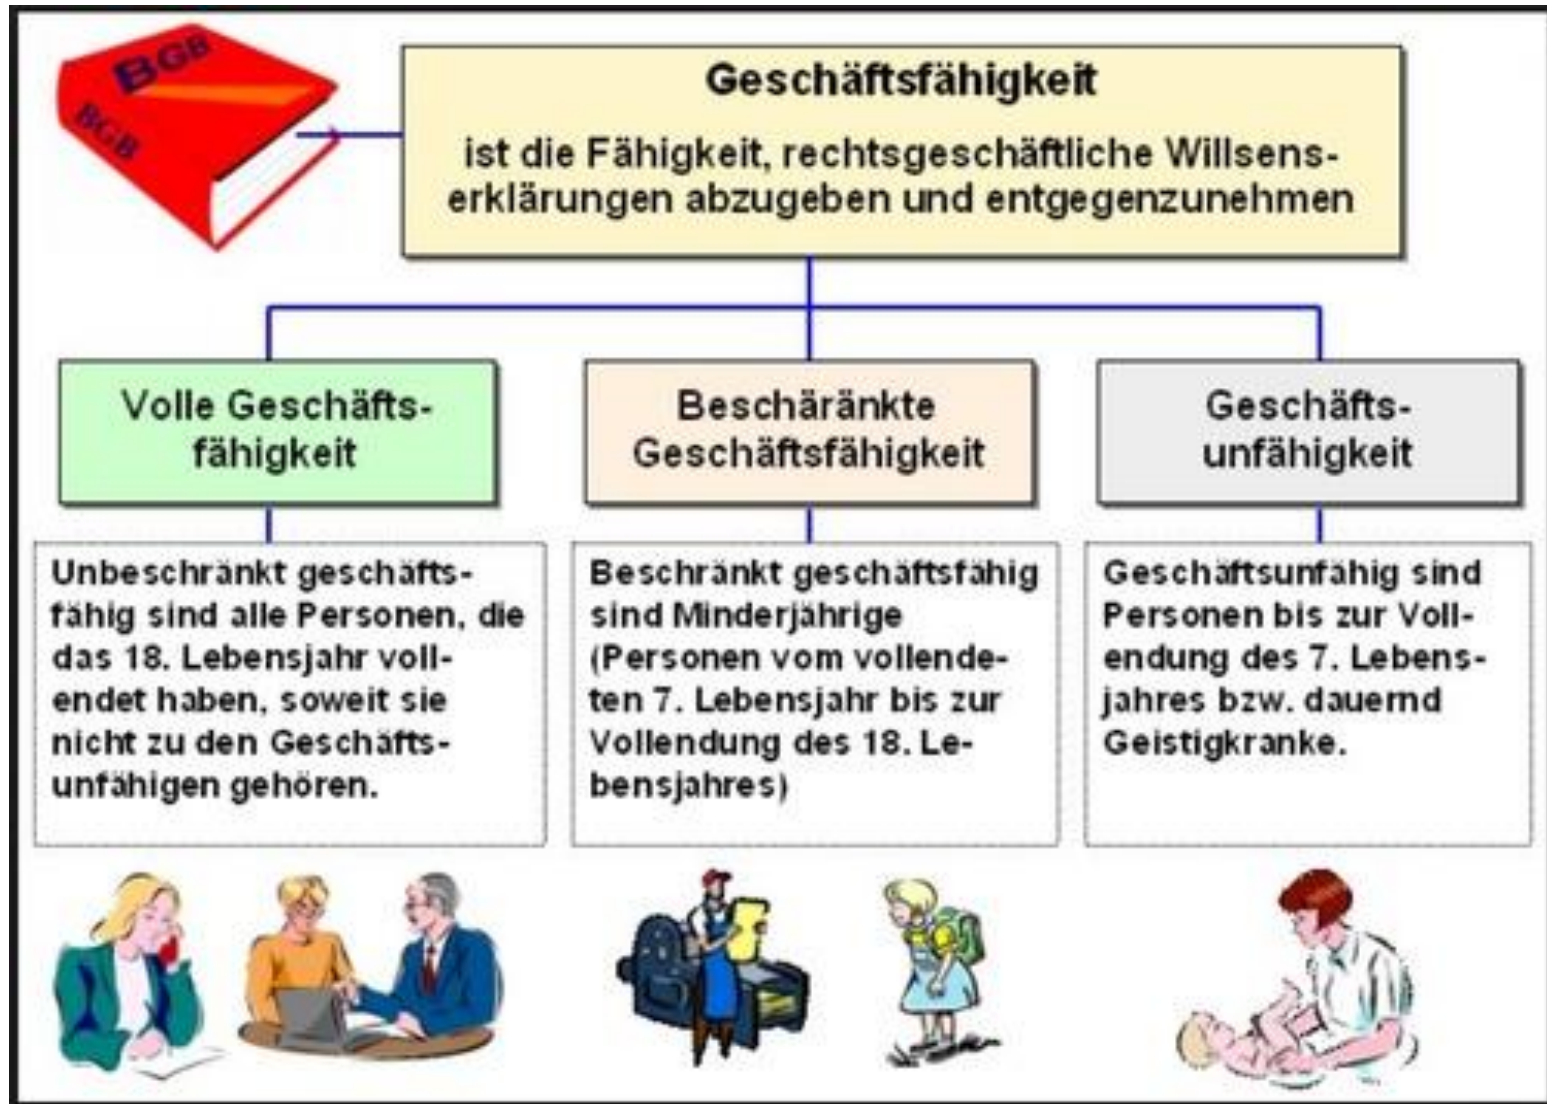 BGB
BGB
Geschäftsfähigkeit
ist die Fähigkeit, rechtsgeschäftliche Willsens-
erklärungen abzugeben und entgegenzunehmen
Volle Geschäfts-
fähigkeit
Beschäränkte
Geschäftsfähigkeit
Geschäfts-
unfähigkeit
Unbeschränkt geschäfts-
fähig sind alle Personen, die
das 18. Lebensjahr voll-
endet haben, soweit sie
nicht zu den Geschäfts-
unfähigen gehören.
Beschränkt geschäftsfähig
sind Minderjährige
(Personen vom vollende-
ten 7. Lebensjahr bis zur
Vollendung des 18. Le-
bensjahres)
Geschäftsunfähig sind
Personen bis zur Voll-
endung des 7. Lebens-
jahres bzw. dauernd
Geistigkranke.